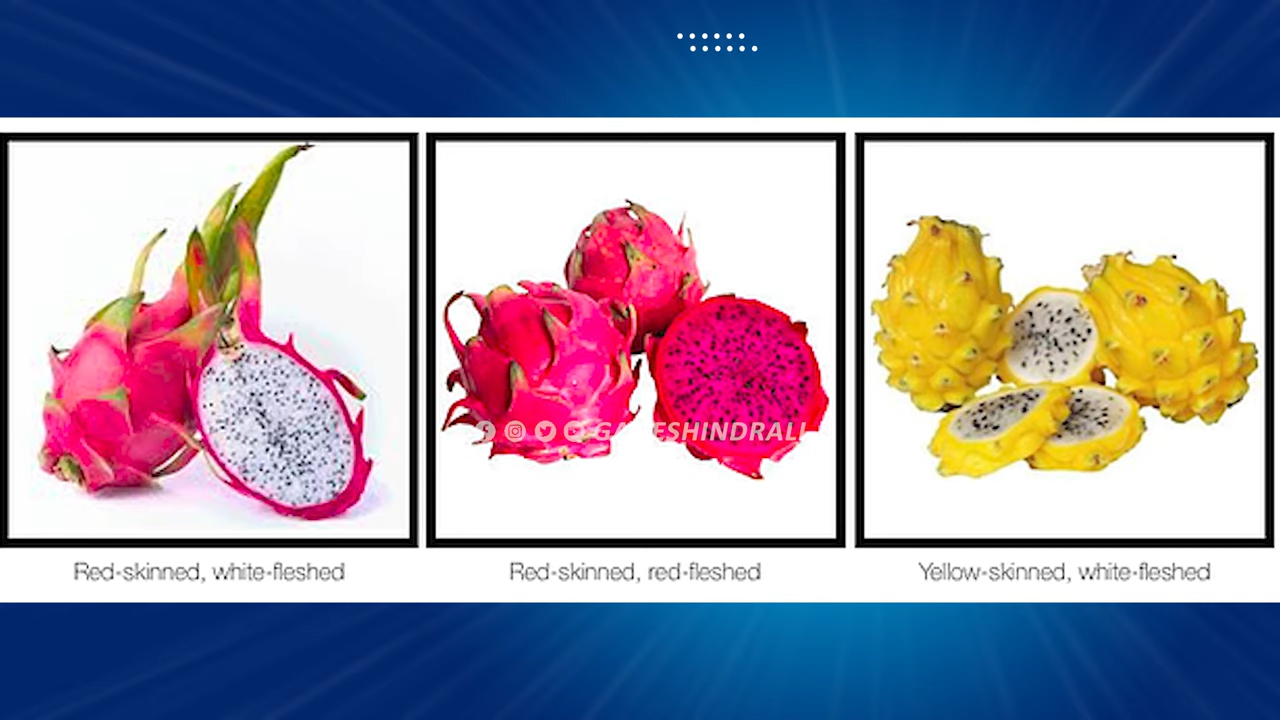 Red-skinned, white-fleshed
Red-skinned, red-fleshed
Yellow-skinned, white-fleshed